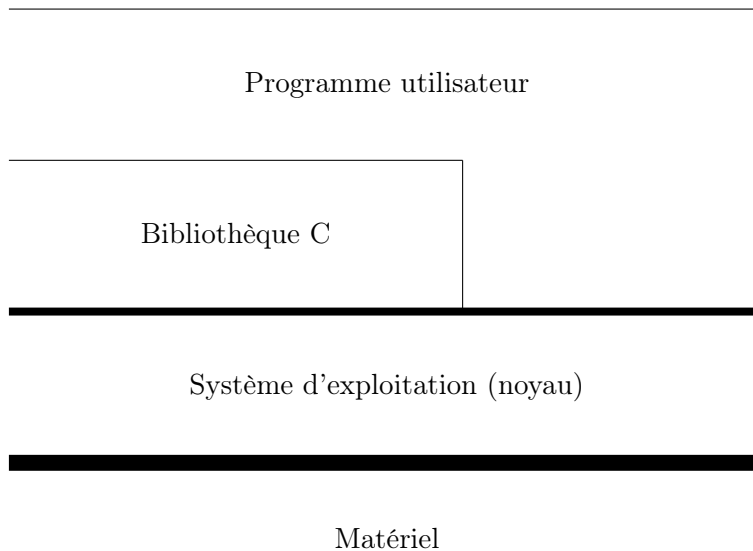 Programme utilisateur
Bibliothèque C
Système d'exploitation (noyau)
Matériel